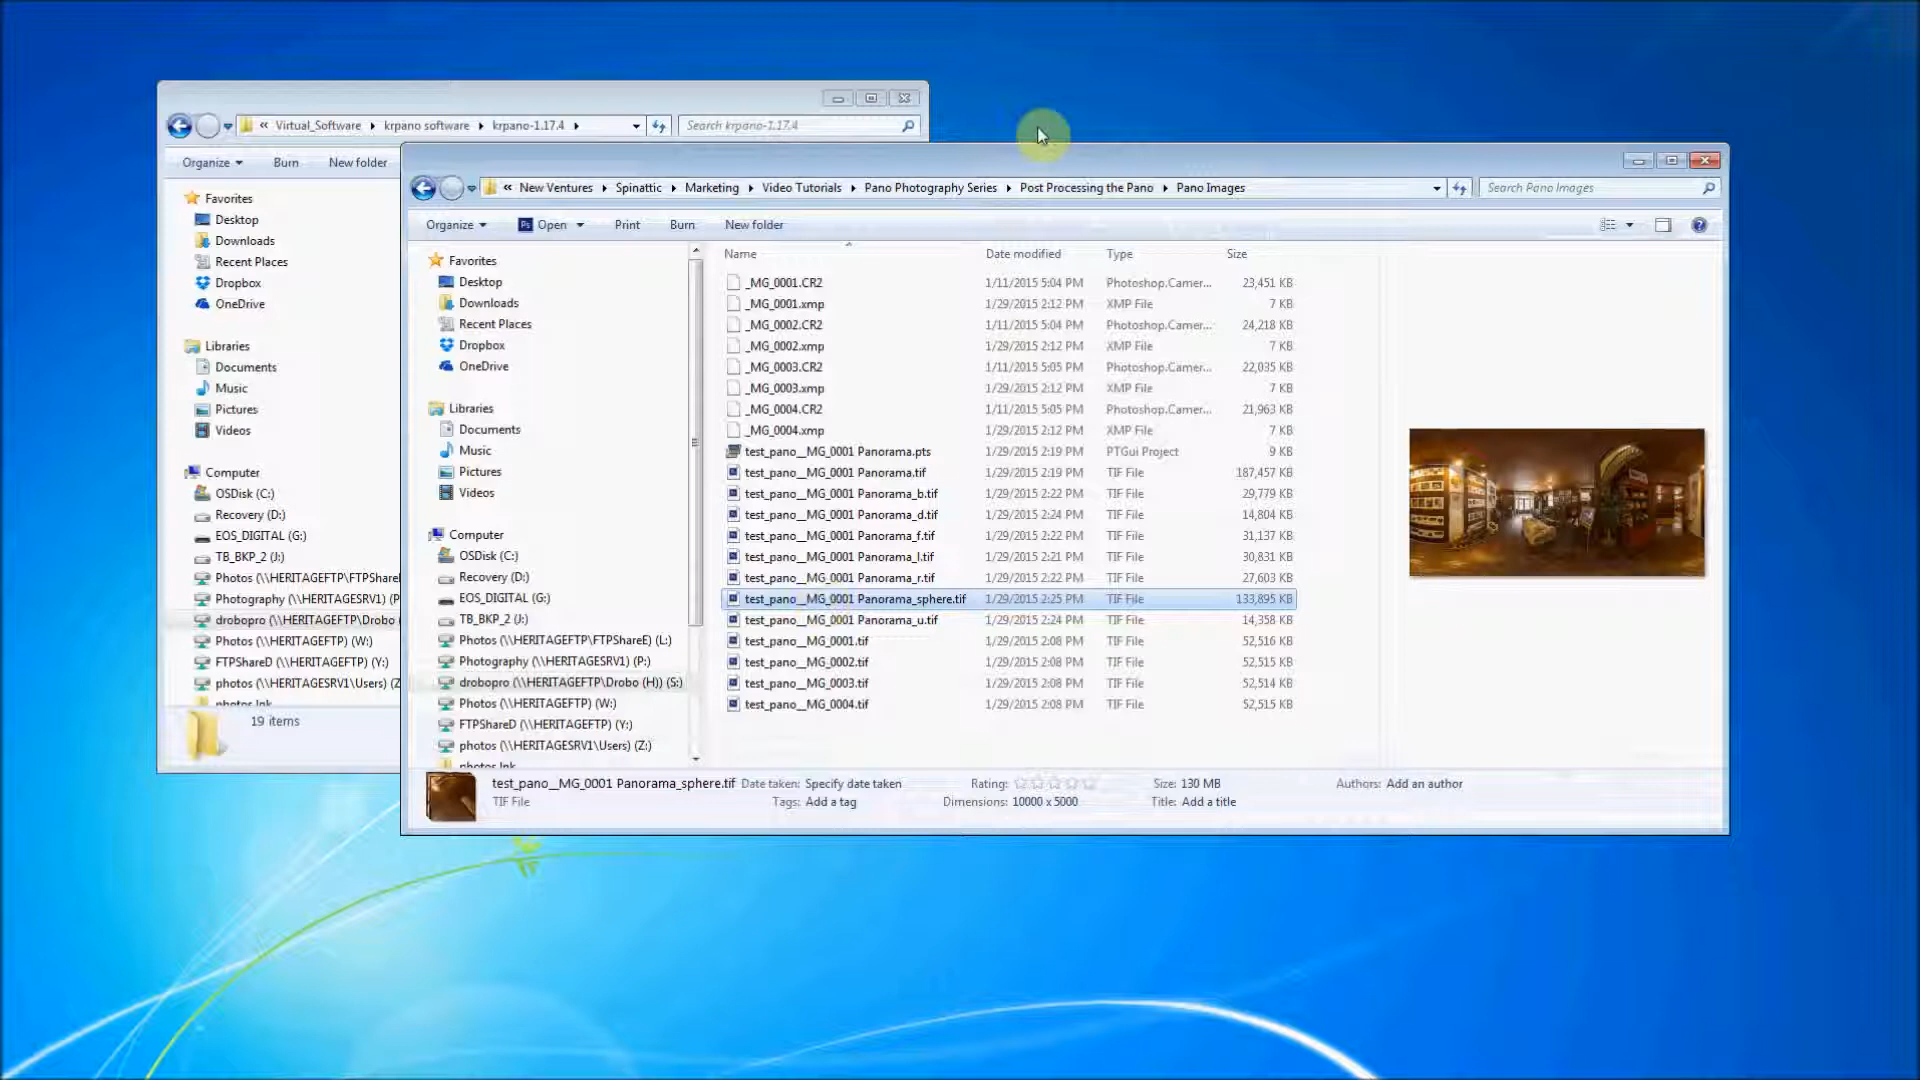 « Virtual_Software ▸ krpano software ▸ krpano-1.17.4 ▸
Search krpano-1.17.4
Organize
Burn
New folder
Favorites
Desktop
Downloads
Recent Places
Dropbox
OneDrive
Libraries
Documents
Music
Pictures
Videos
Computer
OSDisk (C:)
Recovery (D:)
EOS_DIGITAL (G:)
TB_BKP_2 (J:)
Photos (\\HERITAGEFTP\FTPShareE
Photography (\\HERITAGESRV1) (P
drobopro (\\HERITAGEFTP\Drobo (
Photos (\\HERITAGEFTP) (W:)
FTPShareD (\\HERITAGEFTP) (Y:)
photos (\\HERITAGESRV1\Users) (Z
photos.lnk
19 items
« New Ventures ▸ Spinattic ▸ Marketing ▸ Video Tutorials ▸ Pano Photography Series ▸ Post Processing the Pano ▸ Pano Images
Search Pano Images
Organize
Ps Open
Print
Burn
New folder
Favorites
Desktop
Downloads
Recent Places
Dropbox
OneDrive
Libraries
Documents
Music
Pictures
Videos
Computer
OSDisk (C:)
Recovery (D:)
EOS_DIGITAL (G:)
TB_BKP_2 (J:)
Photos (\\HERITAGEFTP\FTPShareE) (L:)
Photography (\\HERITAGESRV1) (P:)
drobopro (\\HERITAGEFTP\Drobo (H)) (S:)
Photos (\\HERITAGEFTP) (W:)
FTPShareD (\\HERITAGEFTP) (Y:)
photos (\\HERITAGESRV1\Users) (Z:)
photos.lnk
Name Date modified Type Size
_MG_0001.CR2 1/11/2015 5:04 PM Photoshop.Camer... 23,451 KB
_MG_0001.xmp 1/29/2015 2:12 PM XMP File 7 KB
_MG_0002.CR2 1/11/2015 5:04 PM Photoshop.Camer... 24,218 KB
_MG_0002.xmp 1/29/2015 2:12 PM XMP File 7 KB
_MG_0003.CR2 1/11/2015 5:05 PM Photoshop.Camer... 22,035 KB
_MG_0003.xmp 1/29/2015 2:12 PM XMP File 7 KB
_MG_0004.CR2 1/11/2015 5:05 PM Photoshop.Camer... 21,963 KB
_MG_0004.xmp 1/29/2015 2:12 PM XMP File 7 KB
test_pano__MG_0001 Panorama.pts 1/29/2015 2:19 PM PTGui Project 9 KB
test_pano__MG_0001 Panorama.tif 1/29/2015 2:19 PM TIF File 187,457 KB
test_pano__MG_0001 Panorama_b.tif 1/29/2015 2:22 PM TIF File 29,779 KB
test_pano__MG_0001 Panorama_d.tif 1/29/2015 2:24 PM TIF File 14,804 KB
test_pano__MG_0001 Panorama_f.tif 1/29/2015 2:22 PM TIF File 31,137 KB
test_pano__MG_0001 Panorama_l.tif 1/29/2015 2:21 PM TIF File 30,831 KB
test_pano__MG_0001 Panorama_r.tif 1/29/2015 2:22 PM TIF File 27,603 KB
test_pano__MG_0001 Panorama_sphere.tif 1/29/2015 2:25 PM TIF File 133,895 KB
test_pano__MG_0001 Panorama_u.tif 1/29/2015 2:24 PM TIF File 14,358 KB
test_pano__MG_0001.tif 1/29/2015 2:08 PM TIF File 52,516 KB
test_pano__MG_0002.tif 1/29/2015 2:08 PM TIF File 52,515 KB
test_pano__MG_0003.tif 1/29/2015 2:08 PM TIF File 52,514 KB
test_pano__MG_0004.tif 1/29/2015 2:08 PM TIF File 52,515 KB
test_pano__MG_0001 Panorama_sphere.tif Date taken: Specify date taken Rating: Size: 130 MB Authors: Add an author
TIF File Tags: Add a tag Dimensions: 10000 x 5000 Title: Add a title